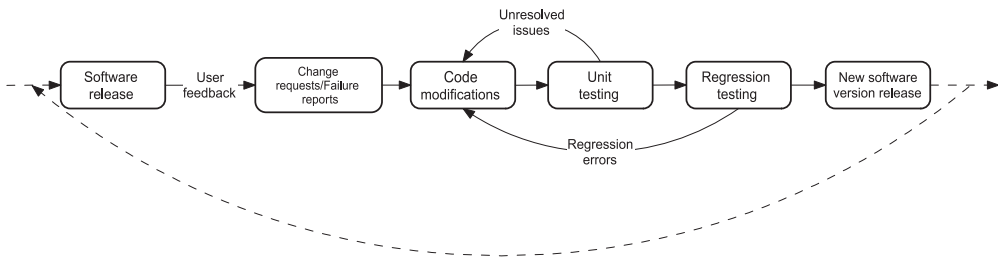 Unresolved
issues
Software
release
User
feedback
Change
requests/Failure
reports
Code
modifications
Unit
testing
Regression
testing
New software
version release
Regression
errors